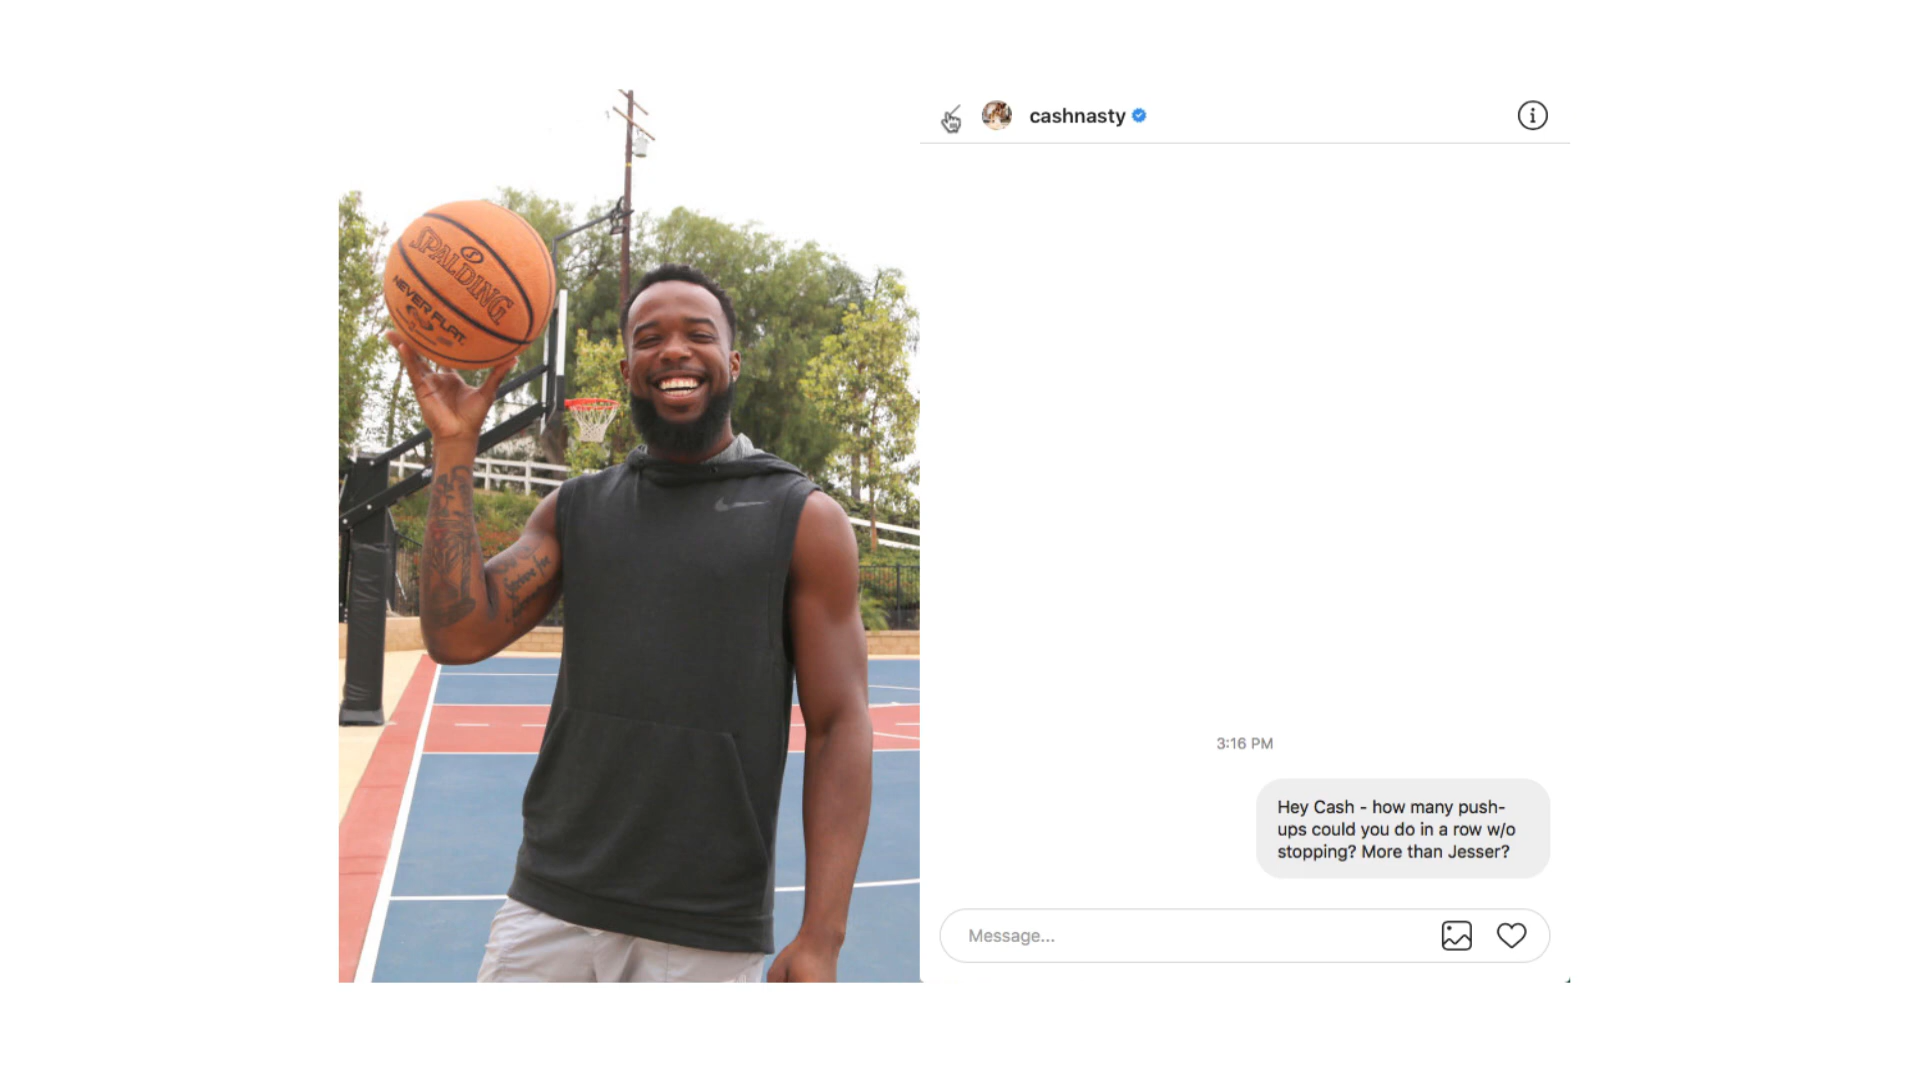 SPALDING
NEVER FLAT
cashnasty
3:16 PM
Hey Cash - how many push-
ups could you do in a row w/o
stopping? More than Jesser?
Message...